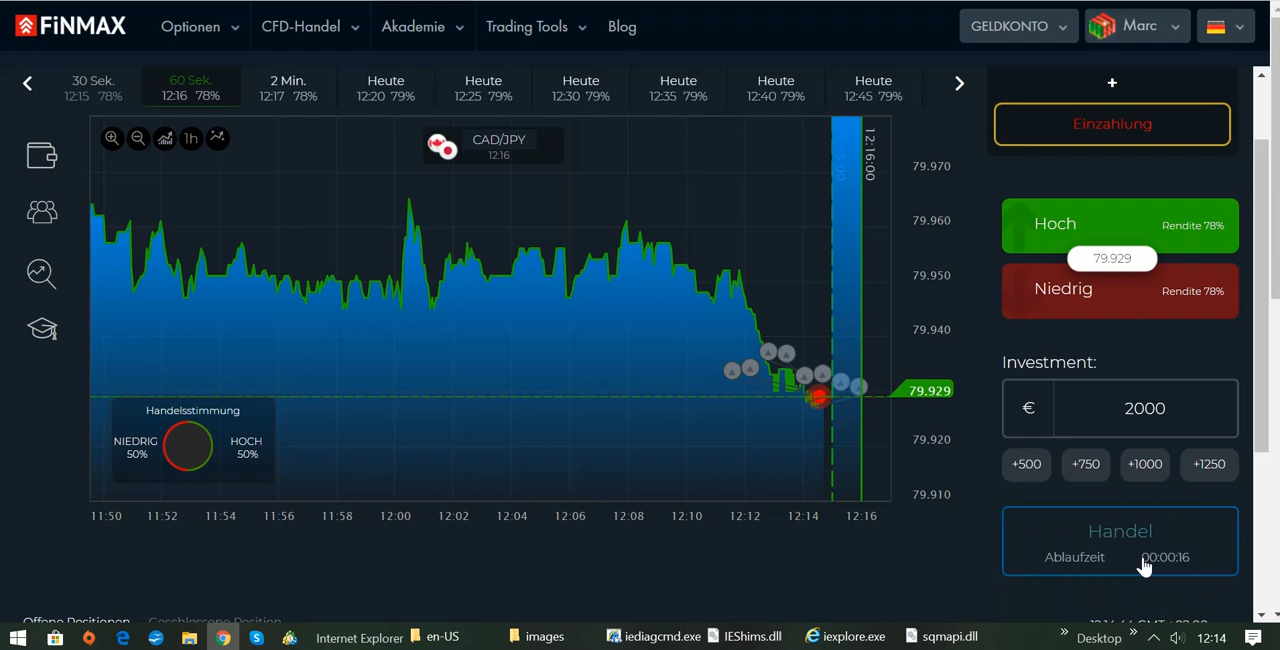 FiNMAX
Optionen
CFD-Handel
Akademie
Trading Tools
Blog
GELDKONTO
Marc
30 Sek.
12:15 78%
60 Sek.
12:16 78%
2 Min.
12:17 78%
Heute
12:20 79%
Heute
12:25 79%
Heute
12:30 79%
Heute
12:35 79%
Heute
12:40 79%
Heute
12:45 79%
+
Einzahlung
1h
CAD/JPY
12:16
12:16:00
79.970
79.960
79.950
79.940
79.929
79.920
79.910
Hoch
Rendite 78%
79.929
Niedrig
Rendite 78%
Investment:
€
2000
+500
+750
+1000
+1250
Handel
Ablaufzeit 00:00:16
Handelsstimmung
NIEDRIG
50%
HOCH
50%
11:50
11:52
11:54
11:56
11:58
12:00
12:02
12:04
12:06
12:08
12:10
12:12
12:14
12:16
Offene Positionen
Geschlossene Position
Internet Explorer
en-US
images
iediagcmd.exe
IEShims.dll
iexplore.exe
sqmapi.dll
Desktop
12:14